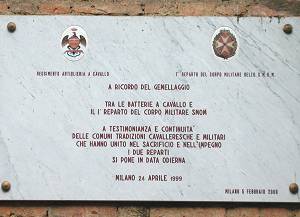 REGGIMENTO ARTIGLIERIA A CAVALLO
1° REPARTO DEL CORPO MILITARE DELLO S.M.O.M.
A RICORDO DEL GEMELLAGGIO
TRA LE BATTERIE A CAVALLO E
IL I° REPARTO DEL CORPO MILITARE SMOM
A TESTIMONIANZA E CONTINUITA'
DELLE COMUNI TRADIZIONI CAVALLERESCHE E MILITARI
CHE HANNO UNITO NEL SACRIFICIO E NELL'IMPEGNO
I DUE REPARTI
SI PONE IN DATA ODIERNA
MILANO 24 APRILE 1999
MILANO 5 FEBBRAIO 2000